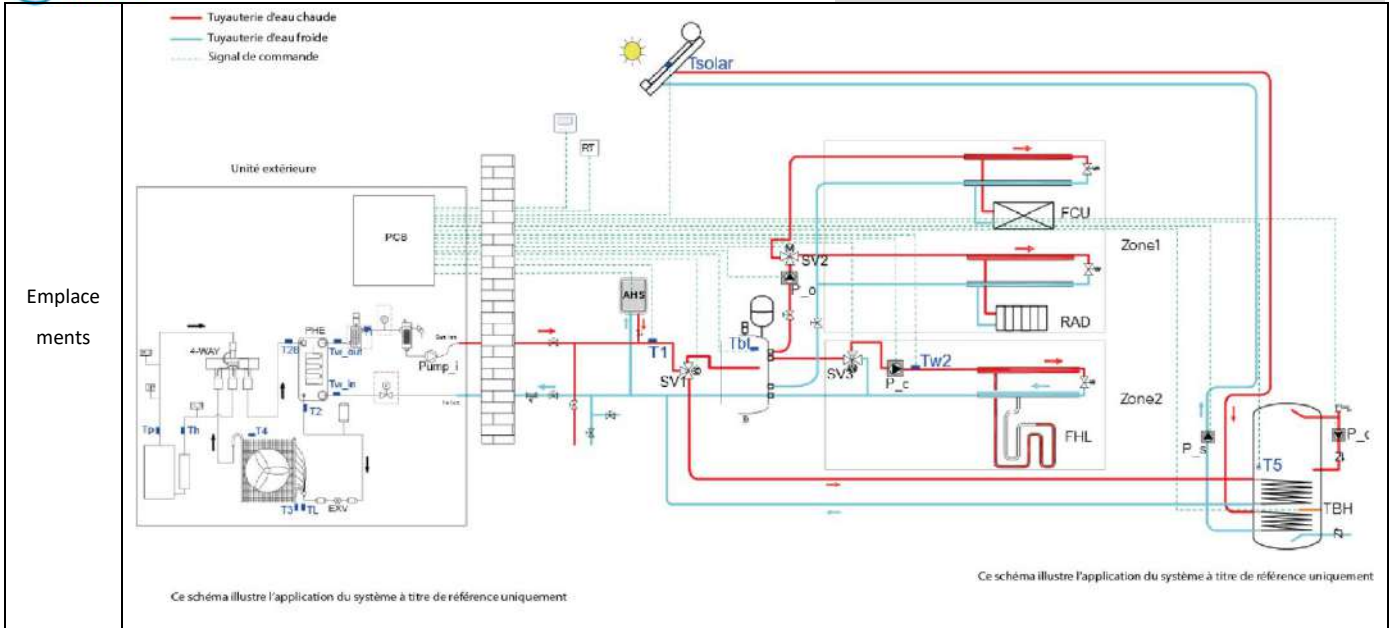 Tuyauterie d'eau chaude
Tuyauterie d'eau froide
Signal de commande
Tsolar
RT
Unité extérieure
PCB
FCU
Zone1
SV2
P_o
RAD
AHS
Emplace
ments
4-WAY
PHE
T2B
Tw_out
Pump_i
T1
Tbt
SV1
SV3
P_c
Tw2
Tw_in
T2
Zone2
FHL
Tp
Th
T4
T3
TL
EXV
P_s
T5
P_c
TBH
Ce schéma illustre l'application du système à titre de référence uniquement
Ce schéma illustre l'application du système à titre de référence uniquement